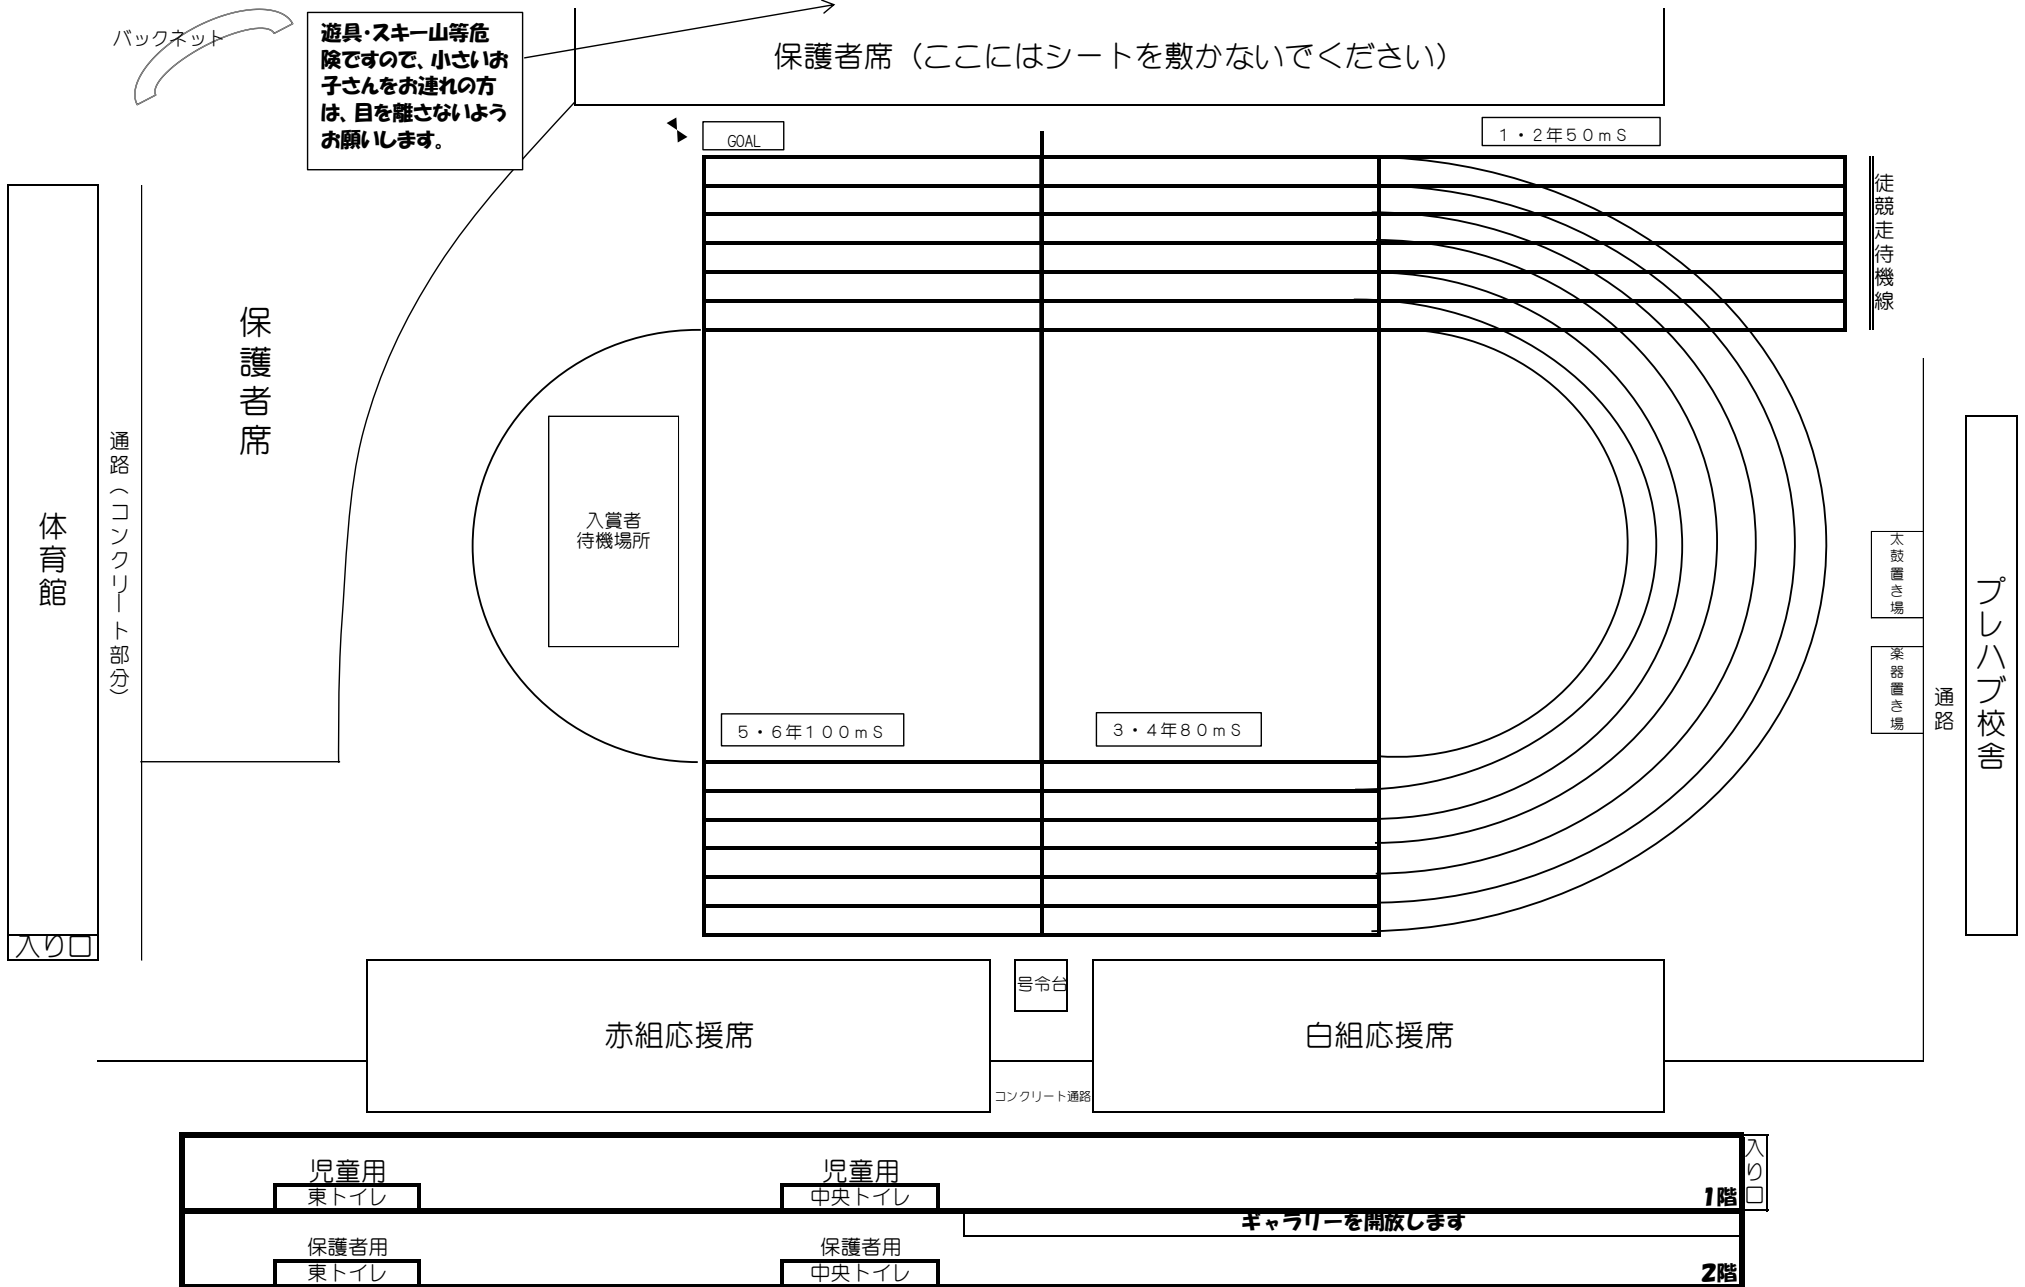 バックネット
遊具・スキー山等危
険ですので、小さいお
子さんをお連れの方
は、目を離さないよう
お願いします。
保護者席（ここにはシートを敷かないでください）
GOAL
１・２年５０ｍＳ
徒競走待機線
保護者席
通路（コンクリート部分）
体育館
入り口
入賞者
待機場所
５・６年１００ｍＳ
３・４年８０ｍＳ
太鼓置き場
楽器置き場
通路
プレハブ校舎
号令台
赤組応援席
白組応援席
コンクリート通路
児童用
東トイレ
児童用
中央トイレ
1階
入り口
ギャラリーを開放します
保護者用
東トイレ
保護者用
中央トイレ
2階